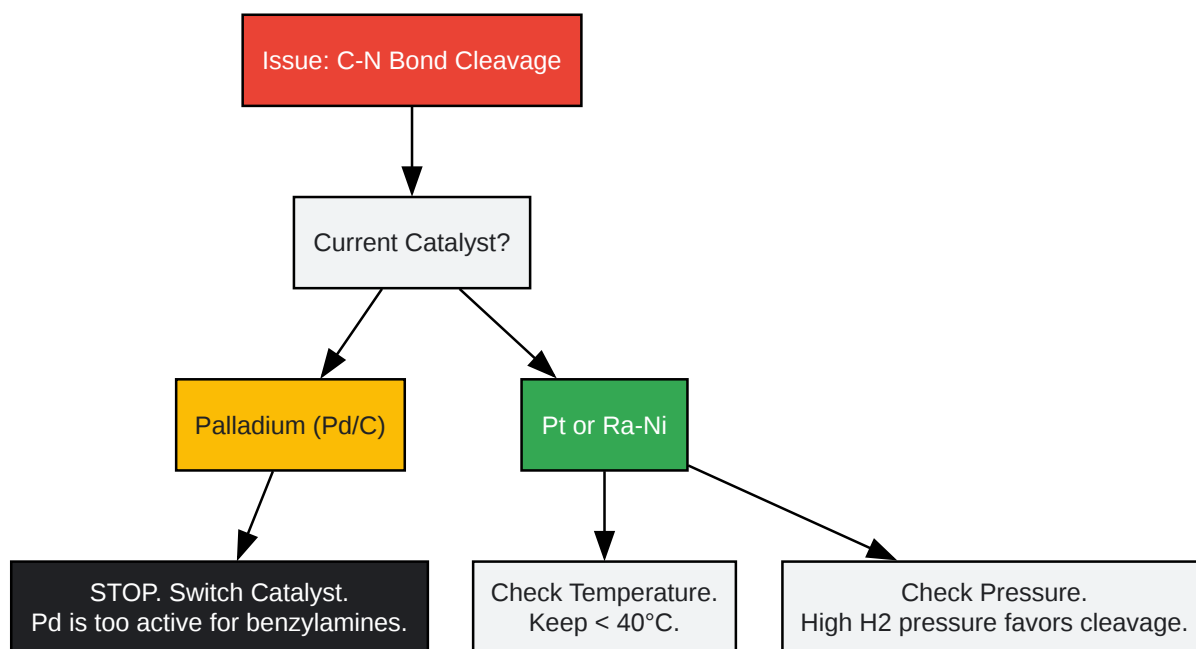 Issue: C-N Bond Cleavage
Current Catalyst?
Palladium (Pd/C)
Pt or Ra-Ni
STOP. Switch Catalyst.
Pd is too active for benzylamines.
Check Temperature.
Keep < 40°C.
Check Pressure.
High H2 pressure favors cleavage.